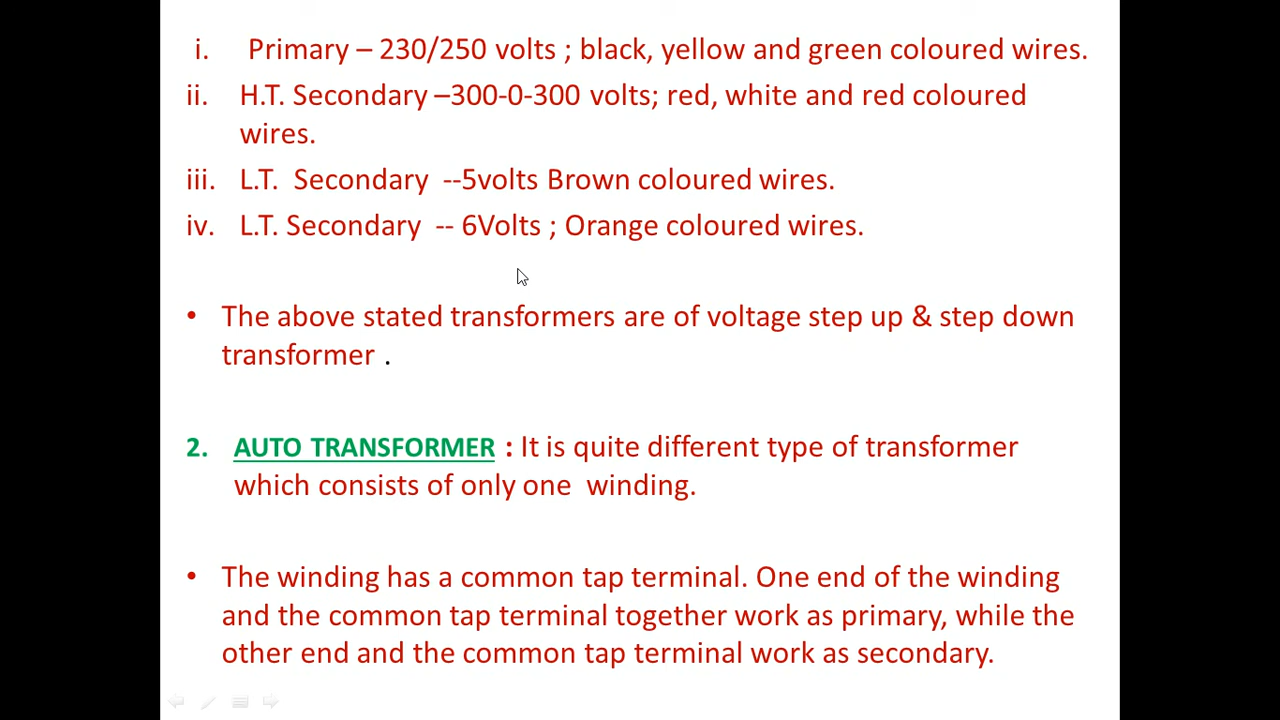 i. Primary – 230/250 volts ; black, yellow and green coloured wires.
ii. H.T. Secondary –300-0-300 volts; red, white and red coloured
wires.
iii. L.T. Secondary --5volts Brown coloured wires.
iv. L.T. Secondary -- 6Volts ; Orange coloured wires.
• The above stated transformers are of voltage step up & step down
transformer .
2. AUTO TRANSFORMER : It is quite different type of transformer
which consists of only one winding.
• The winding has a common tap terminal. One end of the winding
and the common tap terminal together work as primary, while the
other end and the common tap terminal work as secondary.